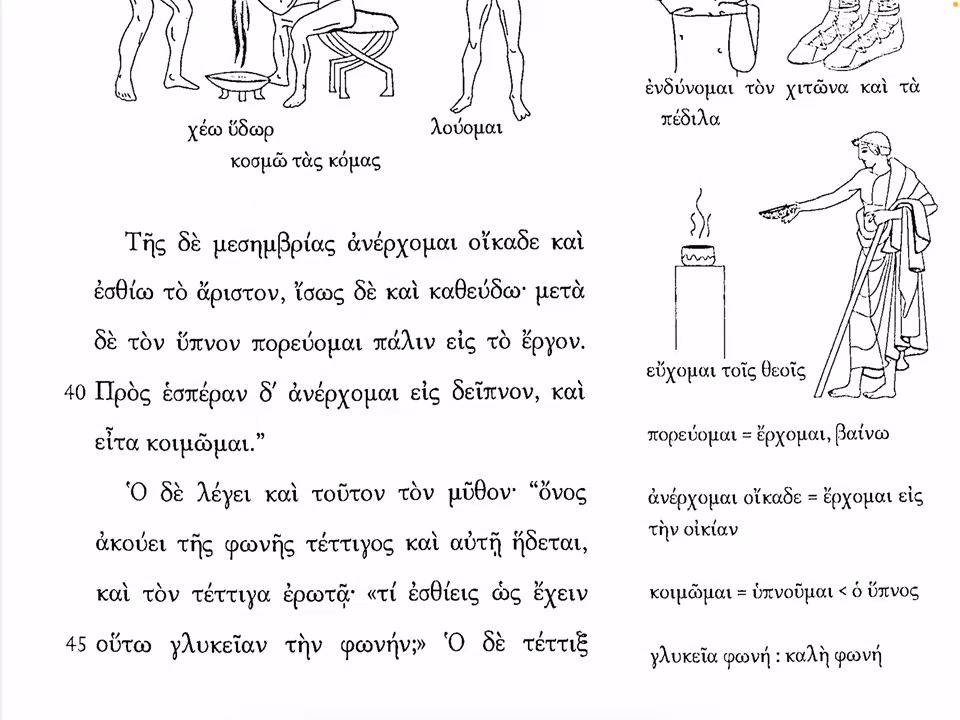 χέω ὕδωρ
κοσμῶ τὰς κόμας
λούομαι
ἐνδύνομαι τὸν χιτῶνα καὶ τὰ
πέδιλα
Τῆς δὲ μεσημβρίας ἀνέρχομαι οἴκαδε καὶ
ἐσθίω τὸ ἄριστον, ἴσως δὲ καὶ καθεύδω· μετὰ
δὲ τὸν ὕπνον πορεύομαι πάλιν εἰς τὸ ἔργον.
40 Πρὸς ἑσπέραν δ’ ἀνέρχομαι εἰς δεῖπνον, καὶ
εἶτα κοιμῶμαι.”
Ὁ δὲ λέγει καὶ τοῦτον τὸν μῦθον· “ὄνος
ἀκούει τῆς φωνῆς τέττιγος καὶ αὐτῇ ἥδεται,
καὶ τὸν τέττιγα ἐρωτᾷ· «τί ἐσθίεις ὡς ἔχειν
45 οὕτω γλυκεῖαν τὴν φωνήν;» Ὁ δὲ τέττιξ
εὔχομαι τοῖς θεοῖς
πορεύομαι = ἔρχομαι, βαίνω
ἀνέρχομαι οἴκαδε = ἔρχομαι εἰς
τὴν οἰκίαν
κοιμῶμαι = ὑπνοῦμαι < ὁ ὕπνος
γλυκεῖα φωνή : καλὴ φωνή